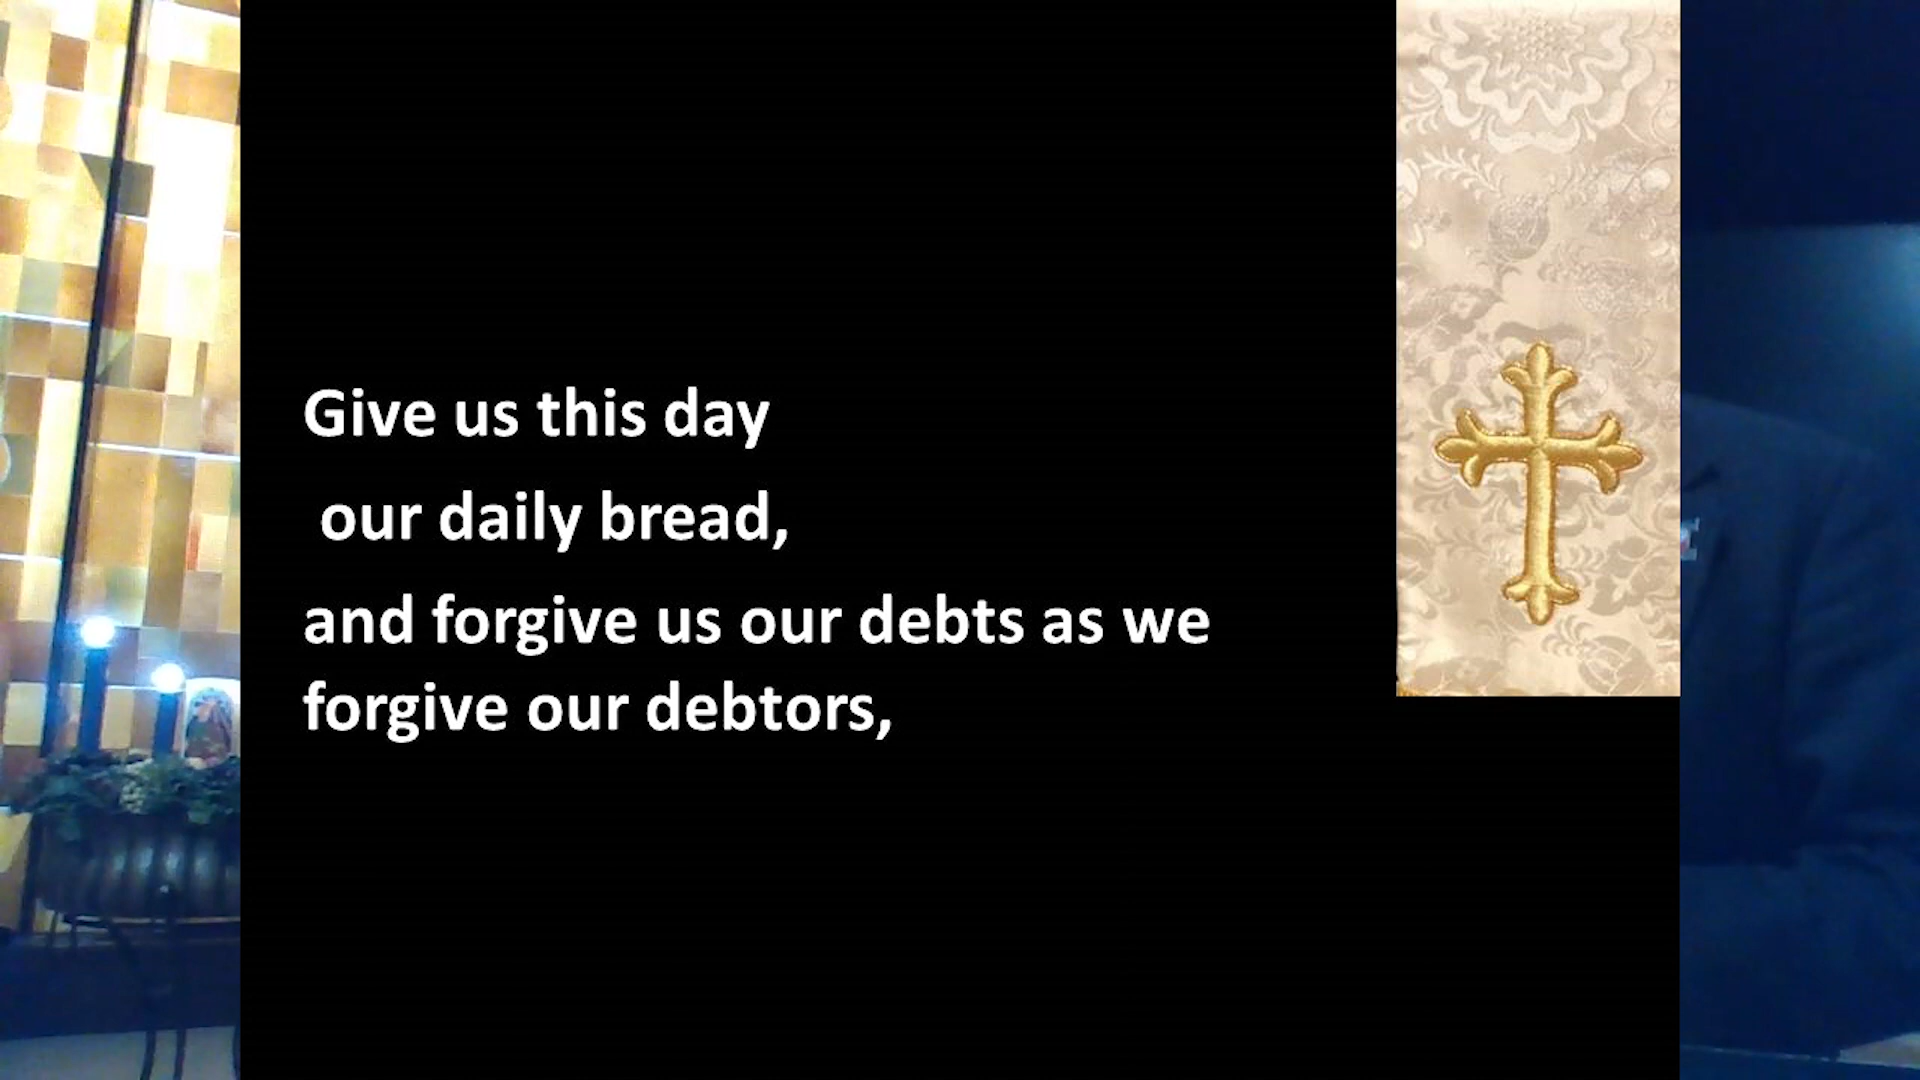 Give us this day
our daily bread,
and forgive us our debts as we
forgive our debtors,